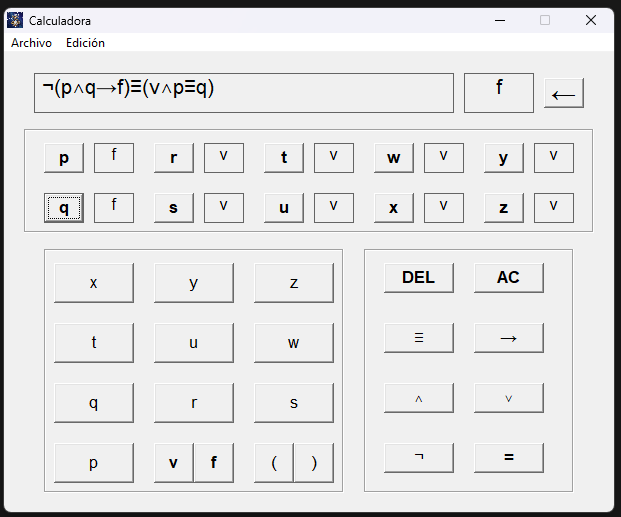 Calculadora
Archivo Edición
¬(p∧q→f)≡(v∧p≡q) f ←
p f r v t v w v y v
q f s v u v x v z v
x y z DEL AC
t u w ≡ →
q r s ∧ ∨
p v f ( ) ¬ =